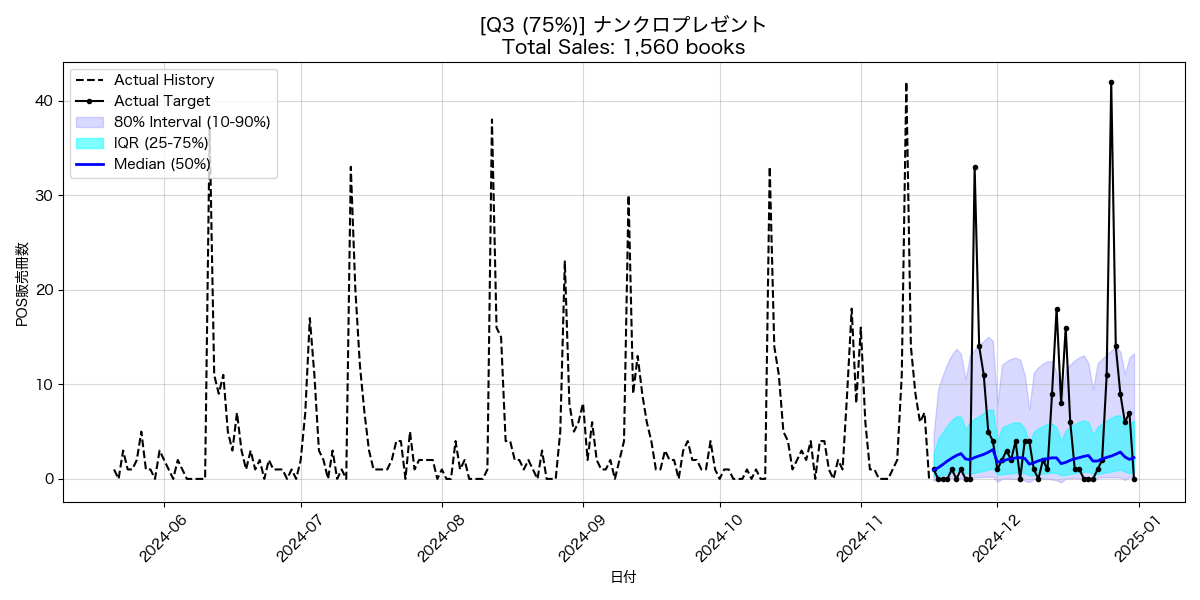 [Q3 (75%)] ナンクロプレゼント
Total Sales: 1,560 books
Actual History
Actual Target
80% Interval (10-90%)
IQR (25-75%)
Median (50%)
POS販売冊数
40
30
20
10
0
2024-06
2024-07
2024-08
2024-09
2024-10
2024-11
2024-12
2025-01
日付